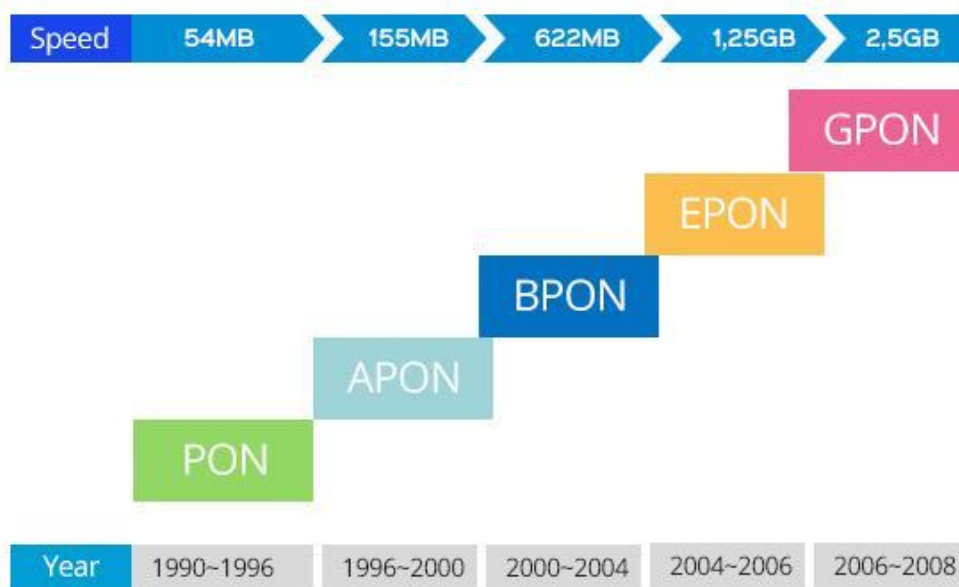 Speed 54MB 155MB 622MB 1,25GB 2,5GB
GPON
EPON
BPON
APON
PON
Year 1990~1996 1996~2000 2000~2004 2004~2006 2006~2008